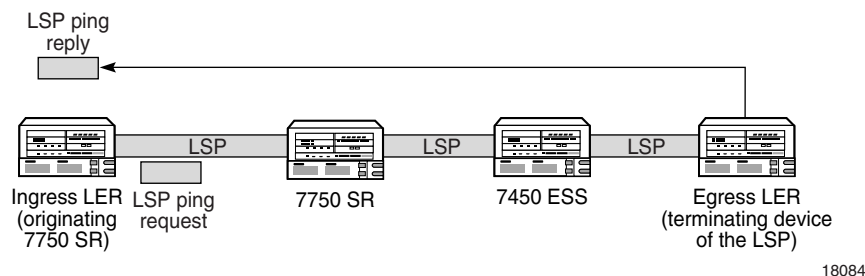 LSP ping
reply
LSP
LSP
LSP
Ingress LER
(originating
7750 SR)
LSP ping
request
7750 SR
7450 ESS
Egress LER
(terminating device
of the LSP)
18084